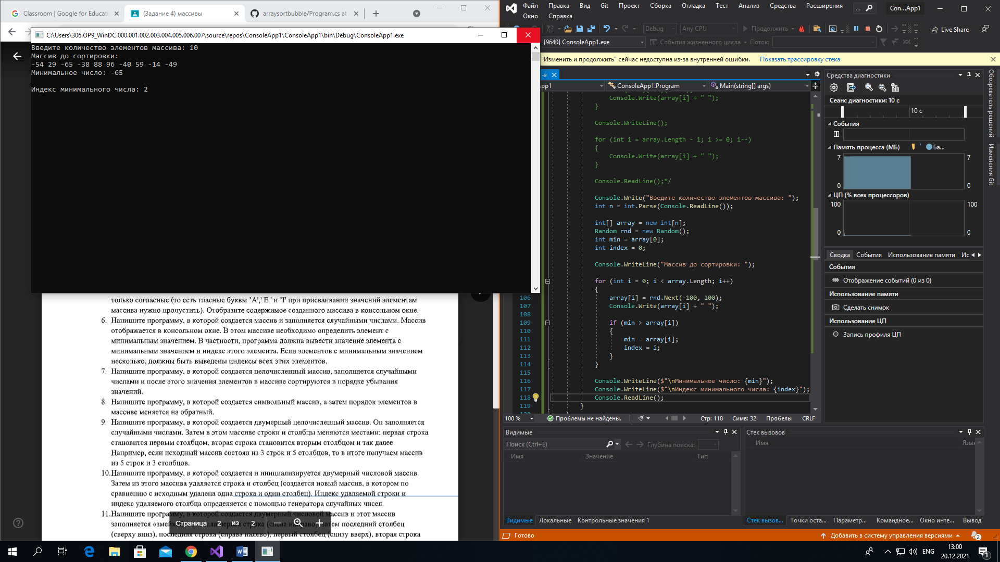 Classroom | Google for Educati
(Задание 4) массивы
arraysortbubble/Program.cs at
C:\Users\306.OP9_WinDC.000.001.002.003.004.005.006.007\source\repos\ConsoleApp1\ConsoleApp1\bin\Debug\ConsoleApp1.exe
Введите количество элементов массива: 10
Массив до сортировки:
-54 29 -65 -38 88 96 -40 59 -14 -49
Минимальное число: -65
Индекс минимального числа: 2
только согласные (то есть гласные буквы 'A',' E ' и 'I' при присваивании значений элементам
массива нужно пропустить). Отобразите содержимое созданного массива в консольном окне.
6. Напишите программу, в которой создается массив и заполняется случайными числами. Массив
отображается в консольном окне. В этом массиве необходимо определить элемент с
минимальным значением. В частности, программа должна вывести значение элемента с
минимальным значением и индекс этого элемента. Если элементов с минимальным значением
несколько, должны быть выведены индексы всех этих элементов.
7. Напишите программу, в которой создается целочисленный массив, заполняется случайными
числами и после этого значения элементов в массиве сортируются в порядке убывания
значений.
8. Напишите программу, в которой создается символьный массив, а затем порядок элементов в
массиве меняется на обратный.
9. Напишите программу, в которой создается двумерный целочисленный массив. Он заполняется
случайными числами. Затем в этом массиве строки и столбцы меняются местами: первая строка
становится первым столбцом, вторая строка становится вторым столбцом и так далее.
Например, если исходный массив состоял из 3 строк и 5 столбцов, то в итоге получаем массив
из 5 строк и 3 столбцов.
10. Напишите программу, в которой создается и инициализируется двумерный числовой массив.
Затем из этого массива удаляется строка и столбец (создается новый массив, в котором по
сравнению с исходным удалена одна строка и один столбец). Индекс удаляемой строки и
индекс удаляемого столбца определяется с помощью генератора случайных чисел.
11. Напишите программу, в которой создается двумерный числовой массив и этот массив
заполняется «змейкой»: строка (слева направо), затем последний столбец
(сверху вниз), последняя строка (справа налево), первый столбец (снизу вверх), вторая строка
Страница 2 из 2
Файл Правка Вид Git Проект Сборка Отладка Тест Анализ Средства Расширения ... Con...App1
Окно Справка
Debug Any CPU Продолжить Live Share
[9640] ConsoleApp1.exe События жизненного цикла Поток:
"Изменить и продолжить" сейчас недоступна из-за внутренней ошибки. Показать трассировку стека
pp1 ConsoleApp1.Program Main(string[] args)
Console.Write(array[i] + " ");
}
Console.WriteLine();
for (int i = array.Length - 1; i >= 0; i--)
{
Console.Write(array[i] + " ");
}
Console.ReadLine();*/
Console.Write("Введите количество элементов массива: ");
int n = int.Parse(Console.ReadLine());
int[] array = new int[n];
Random rnd = new Random();
int min = array[0];
int index = 0;
Console.WriteLine("Массив до сортировки: ");
for (int i = 0; i < array.Length; i++)
{
106 array[i] = rnd.Next(-100, 100);
107 Console.Write(array[i] + " ");
108
109 if (min > array[i])
110 {
111 min = array[i];
112 index = i;
113 }
114 }
115
116 Console.WriteLine($"\nМинимальное число: {min}");
117 Console.WriteLine($"\nИндекс минимального числа: {index}");
118 Console.ReadLine();
119 }
100 % Проблемы не найдены. Стр: 118 Симв: 32 Пробелы CRLF
Средства диагностики
Сеанс диагностики: 10 с
10 с
События
Память процесса (МБ) Ба...
7 7
0 0
ЦП (% всех процессоров)
100 100
0 0
Сводка События Использование памяти Ис
События
Отображение событий (0 из 0)
Использование памяти
Сделать снимок
Использование ЦП
Запись профиля ЦП
Обозреватель решений
Изменения Git
Видимые
Поиск (Ctrl+E) Глубина поиска:
Имя Значение Тип
Видимые Локальные Контрольные значения 1
Стек вызовов
Имя Язык
Стек вызов... Точки оста... Параметр... Командное... Окно инте... Вывод
Готово Добавить в систему управления версиями 2
ENG 13:00
20.12.2021 1